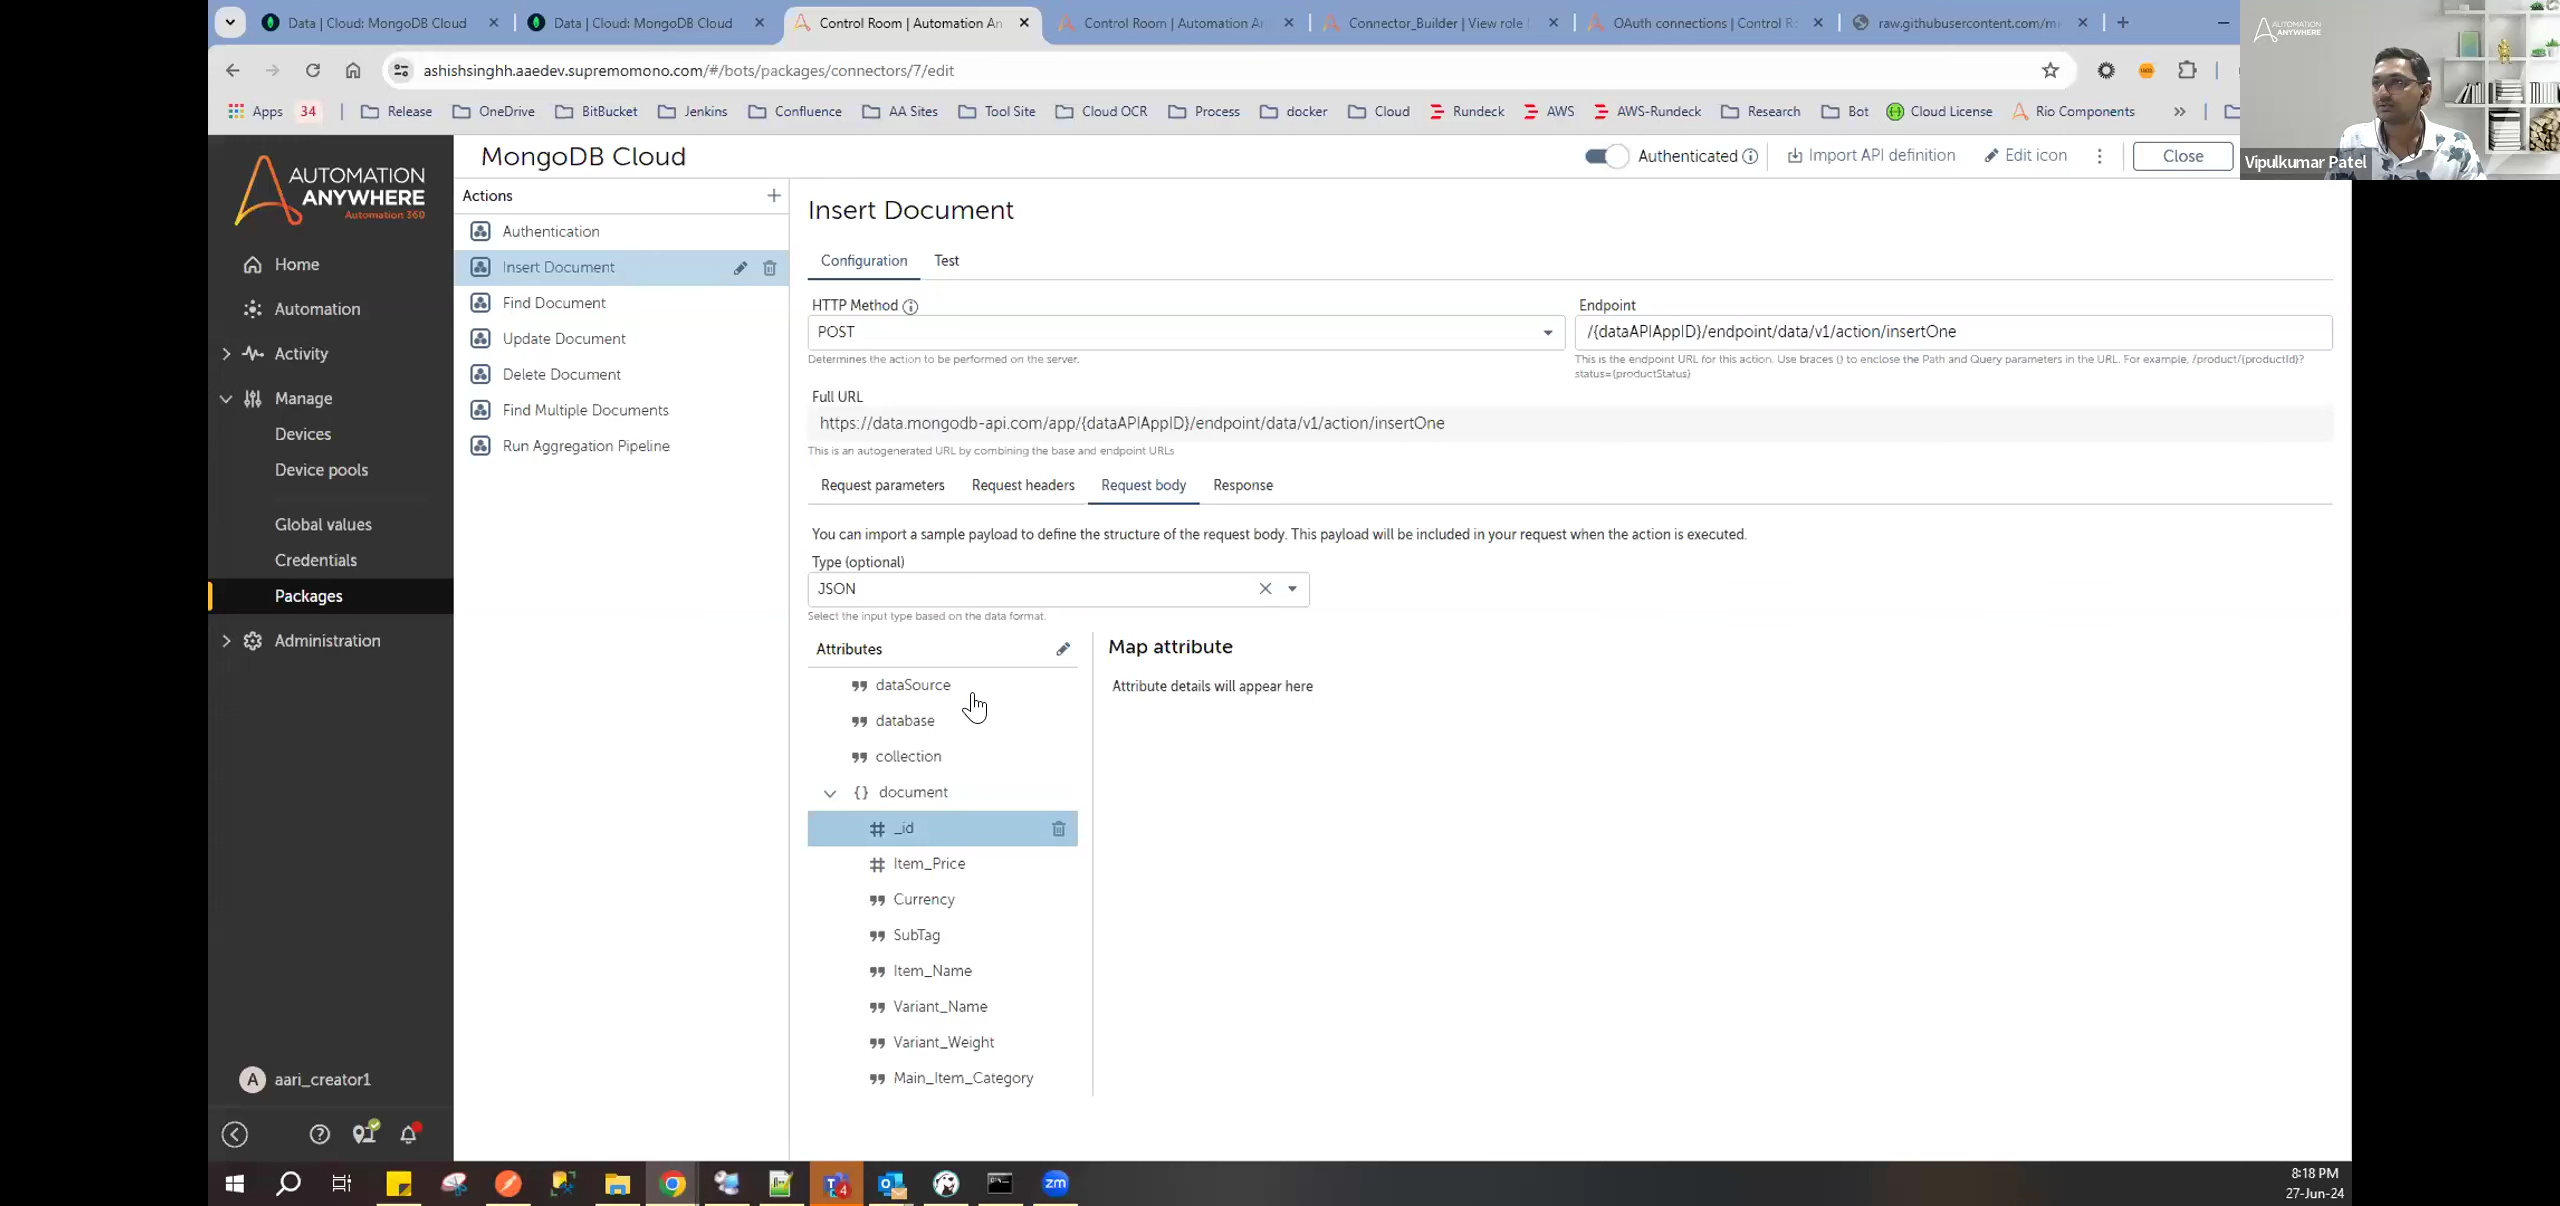 Data | Cloud: MongoDB Cloud
Data | Cloud: MongoDB Cloud
Control Room | Automation An
Control Room | Automation Ar
Connector_Builder | View role
OAuth connections | Control R
raw.githubusercontent.com/m
ashishsinghh.aaedev.supremomono.com/#/bots/packages/connectors/7/edit
Apps 34 Release OneDrive BitBucket Jenkins Confluence AA Sites Tool Site Cloud OCR Process docker Cloud Rundeck AWS AWS-Rundeck Research Bot Cloud License Rio Components
AUTOMATION
ANYWHERE
Vipulkumar Patel
AUTOMATION
ANYWHERE
Automation 360
Home
Automation
Activity
Manage
Devices
Device pools
Global values
Credentials
Packages
Administration
A aari_creator1
MongoDB Cloud
Authenticated
Import API definition
Edit icon
Close
Actions
Authentication
Insert Document
Find Document
Update Document
Delete Document
Find Multiple Documents
Run Aggregation Pipeline
Insert Document
Configuration Test
HTTP Method
POST
Determines the action to be performed on the server.
Endpoint
/{dataAPIAppID}/endpoint/data/v1/action/insertOne
This is the endpoint URL for this action. Use braces {} to enclose the Path and Query parameters in the URL. For example, /product/{productId}?
status={productStatus}
Full URL
https://data.mongodb-api.com/app/{dataAPIAppID}/endpoint/data/v1/action/insertOne
This is an autogenerated URL by combining the base and endpoint URLs
Request parameters Request headers Request body Response
You can import a sample payload to define the structure of the request body. This payload will be included in your request when the action is executed.
Type (optional)
JSON
Select the input type based on the data format.
Attributes
dataSource
database
collection
{} document
# _id
# Item_Price
Currency
SubTag
Item_Name
Variant_Name
Variant_Weight
Main_Item_Category
Map attribute
Attribute details will appear here
4
zm
8:18 PM
27-Jun-24